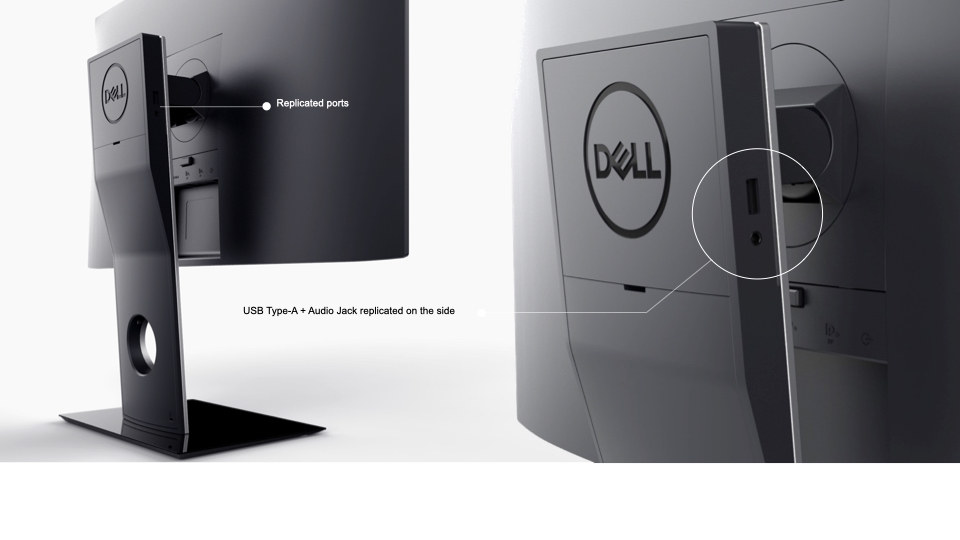 DELL
Replicated ports
DELL
USB Type-A + Audio Jack replicated on the side